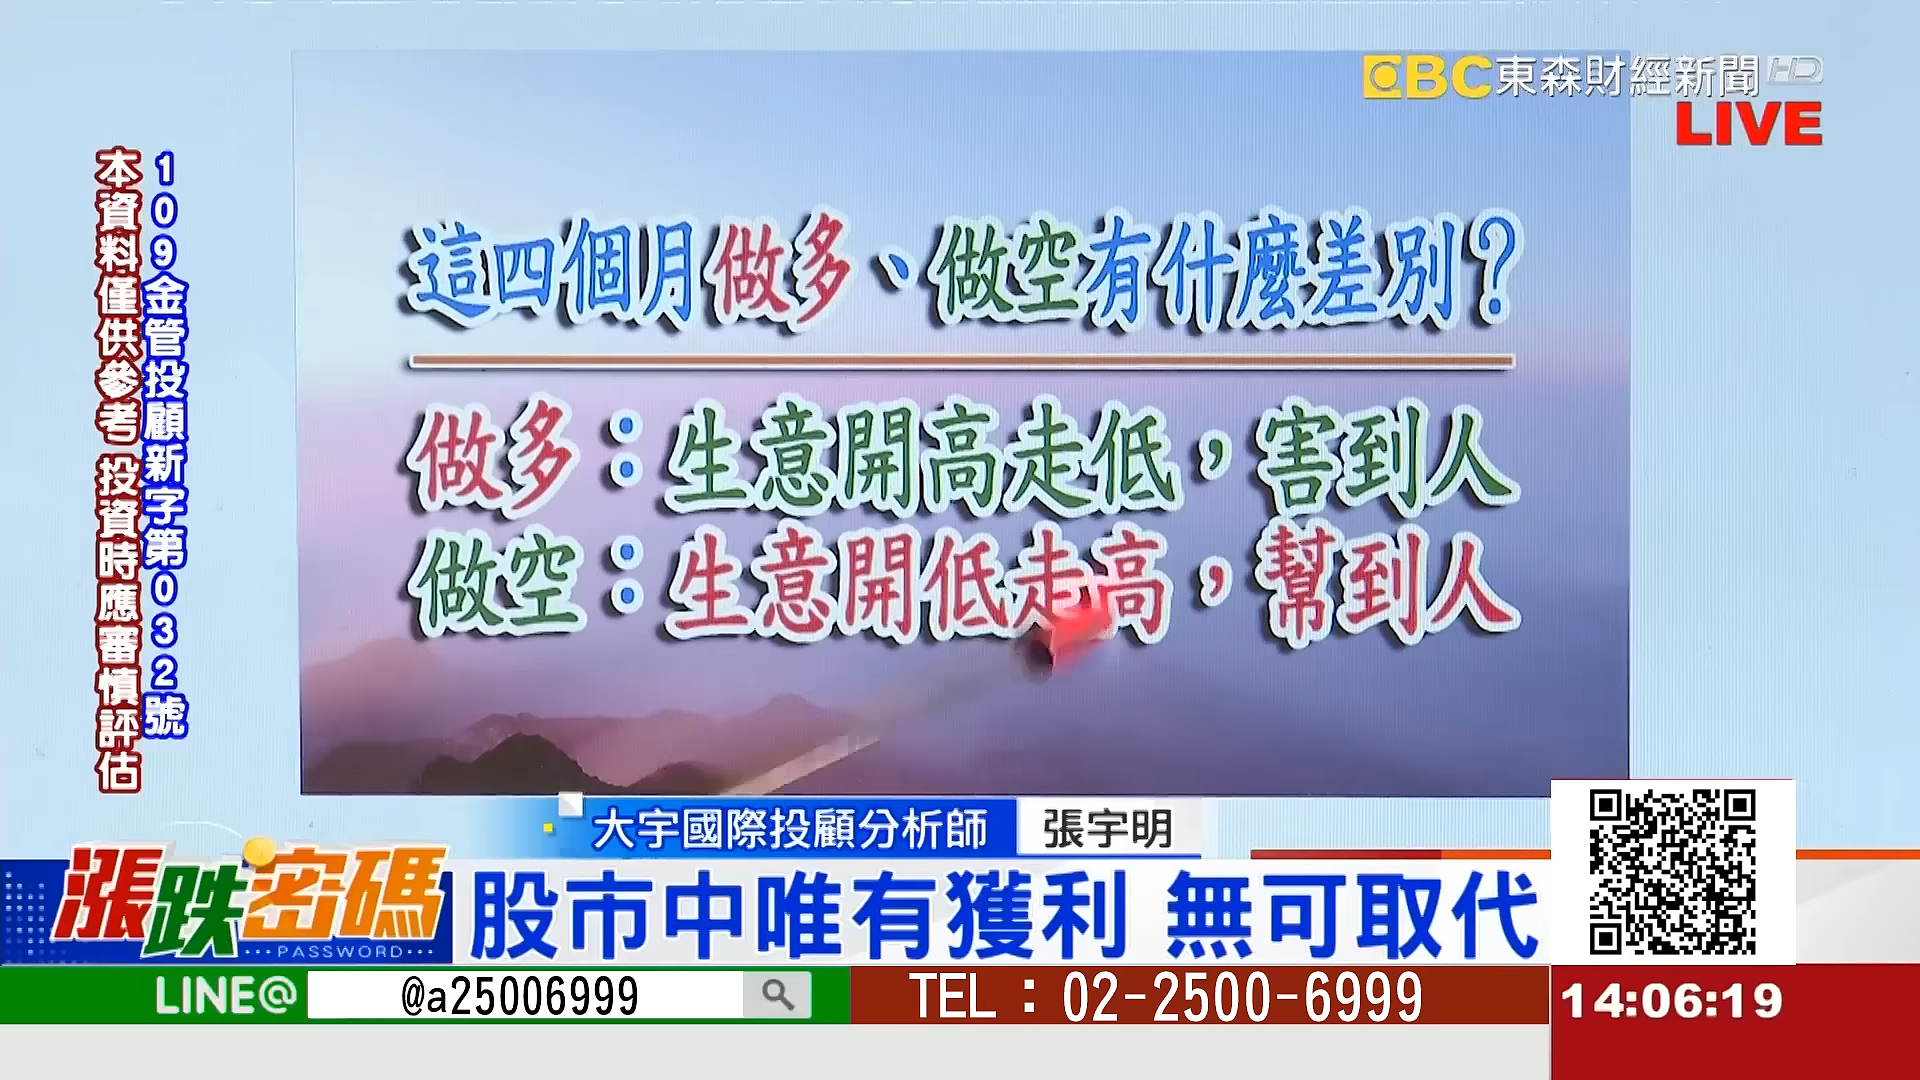 EBC東森財經新聞HD
LIVE
109金管投顧新字第032號
本資料僅供參考 投資時應審慎評估
這四個月做多、做空有什麼差別？
做多：生意開高走低，害到人
做空：生意開低走高，幫到人
大宇國際投顧分析師 張宇明
漲跌密碼
PASSWORD
股市中唯有獲利 無可取代
LINE@ @a25006999
TEL：02-2500-6999
14:06:19